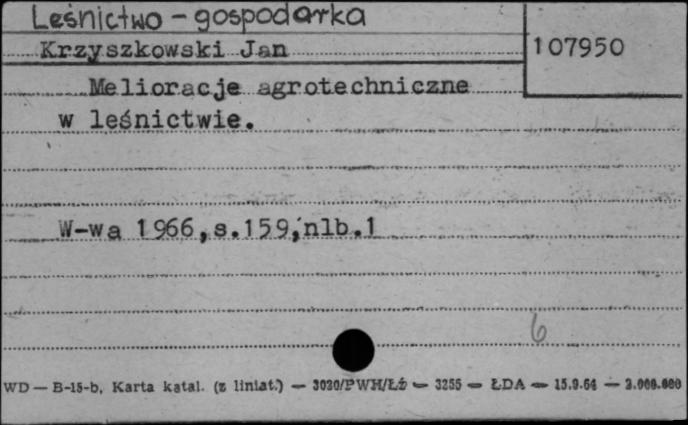 Leśnictwo - gospodarka
Krzyszkowski Jan
107950
Melioracje agrotechniczne
w leśnictwie.
W-wa 1966,s.159,nlb.1
6
WD — B-15-b, Karta katal. (z liniat.) — 3020/PWH/Łź — 3255 — ŁDA — 15.9.64 — 2.000.000